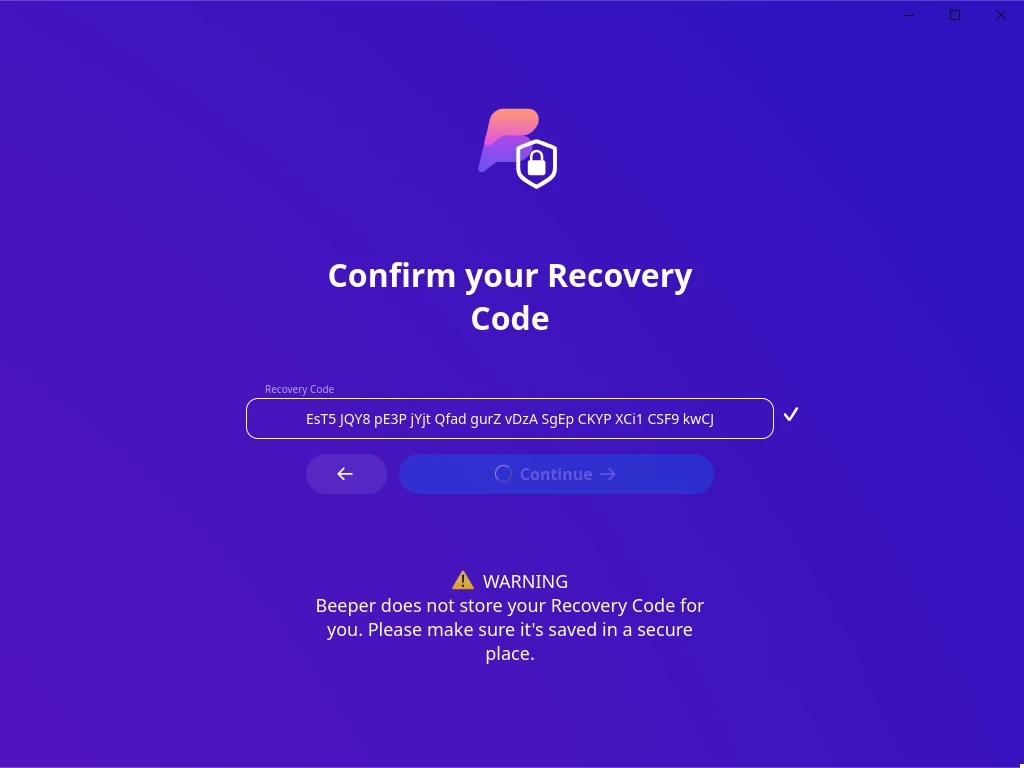 Confirm your Recovery
Code
Recovery Code
EsT5 JQY8 pE3P jYjt Qfad gurZ vDzA SgEp CKYP XCi1 CSF9 kwCJ
Continue
WARNING
Beeper does not store your Recovery Code for
you. Please make sure it's saved in a secure
place.